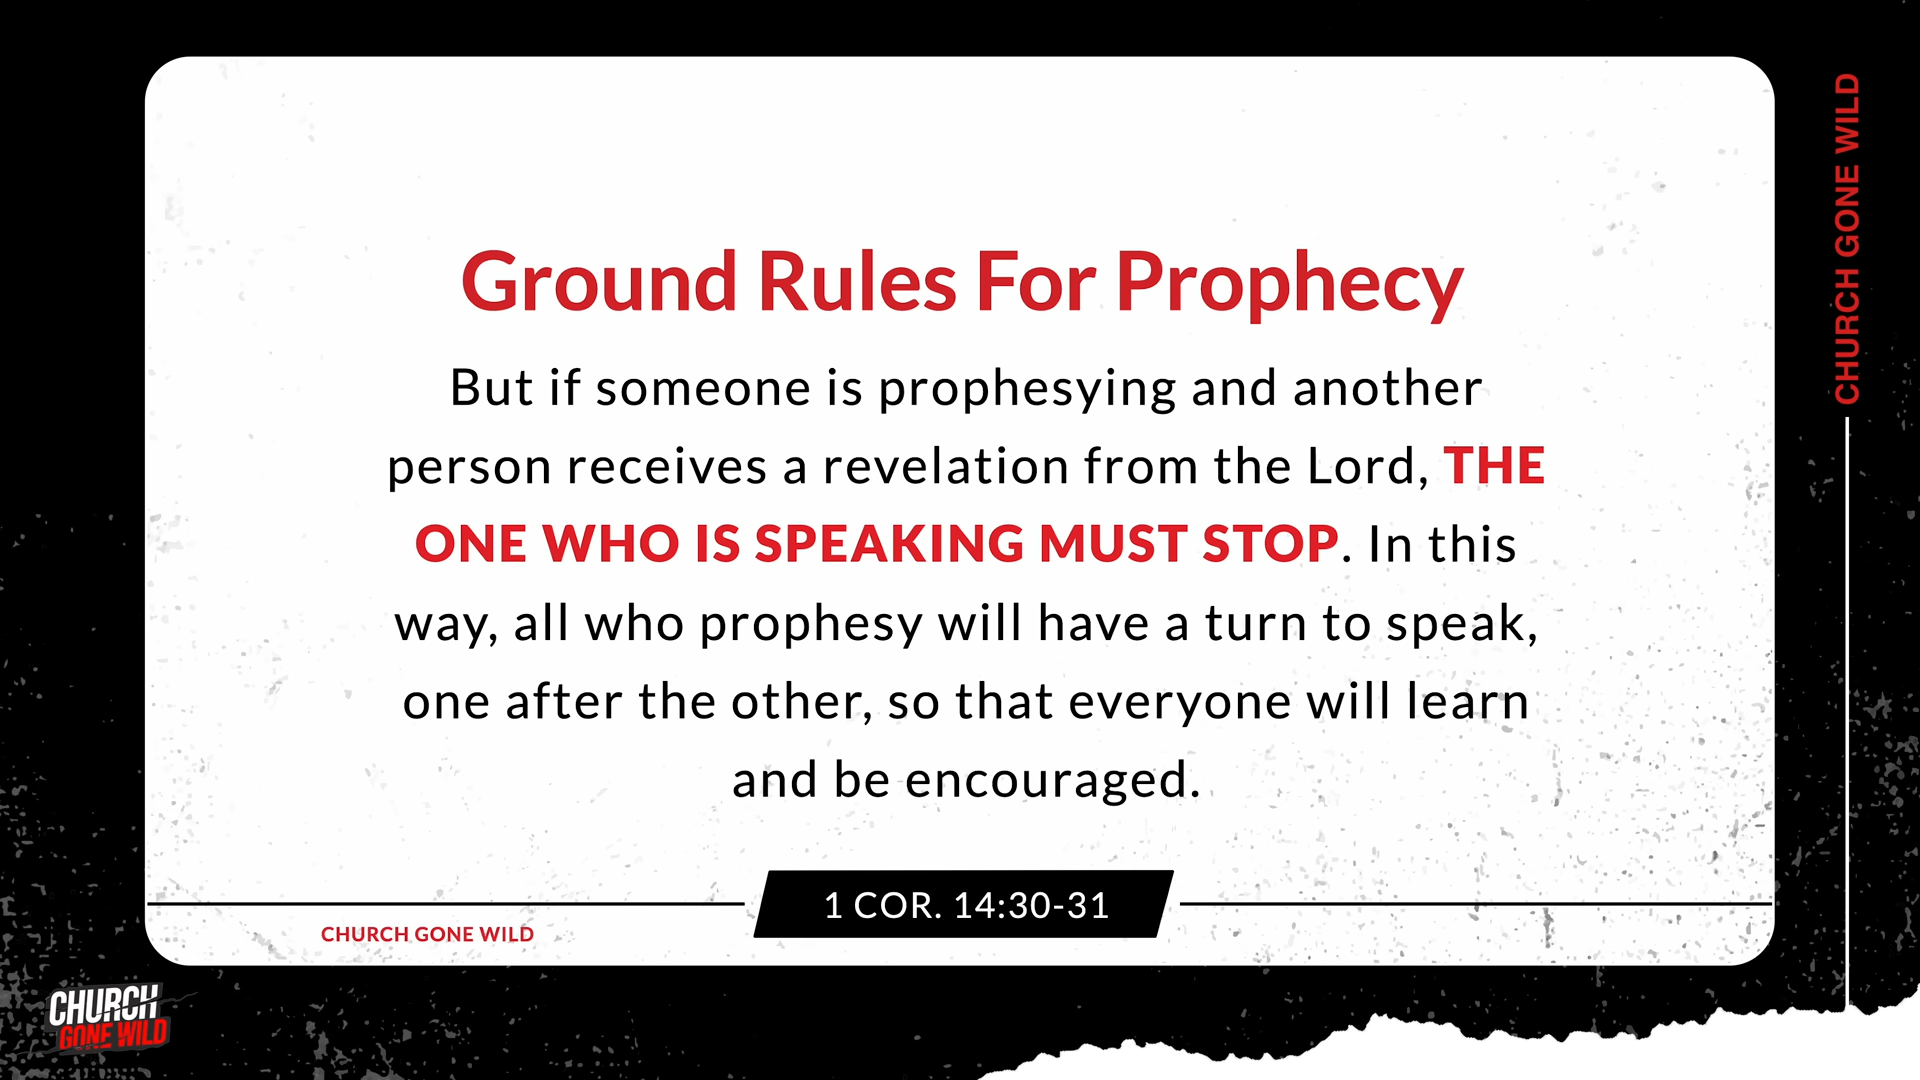 Ground Rules For Prophecy
But if someone is prophesying and another
person receives a revelation from the Lord, THE
ONE WHO IS SPEAKING MUST STOP. In this
way, all who prophesy will have a turn to speak,
one after the other, so that everyone will learn
and be encouraged.
1 COR. 14:30-31
CHURCH GONE WILD
CHURCH
GONE WILD
CHURCH GONE WILD